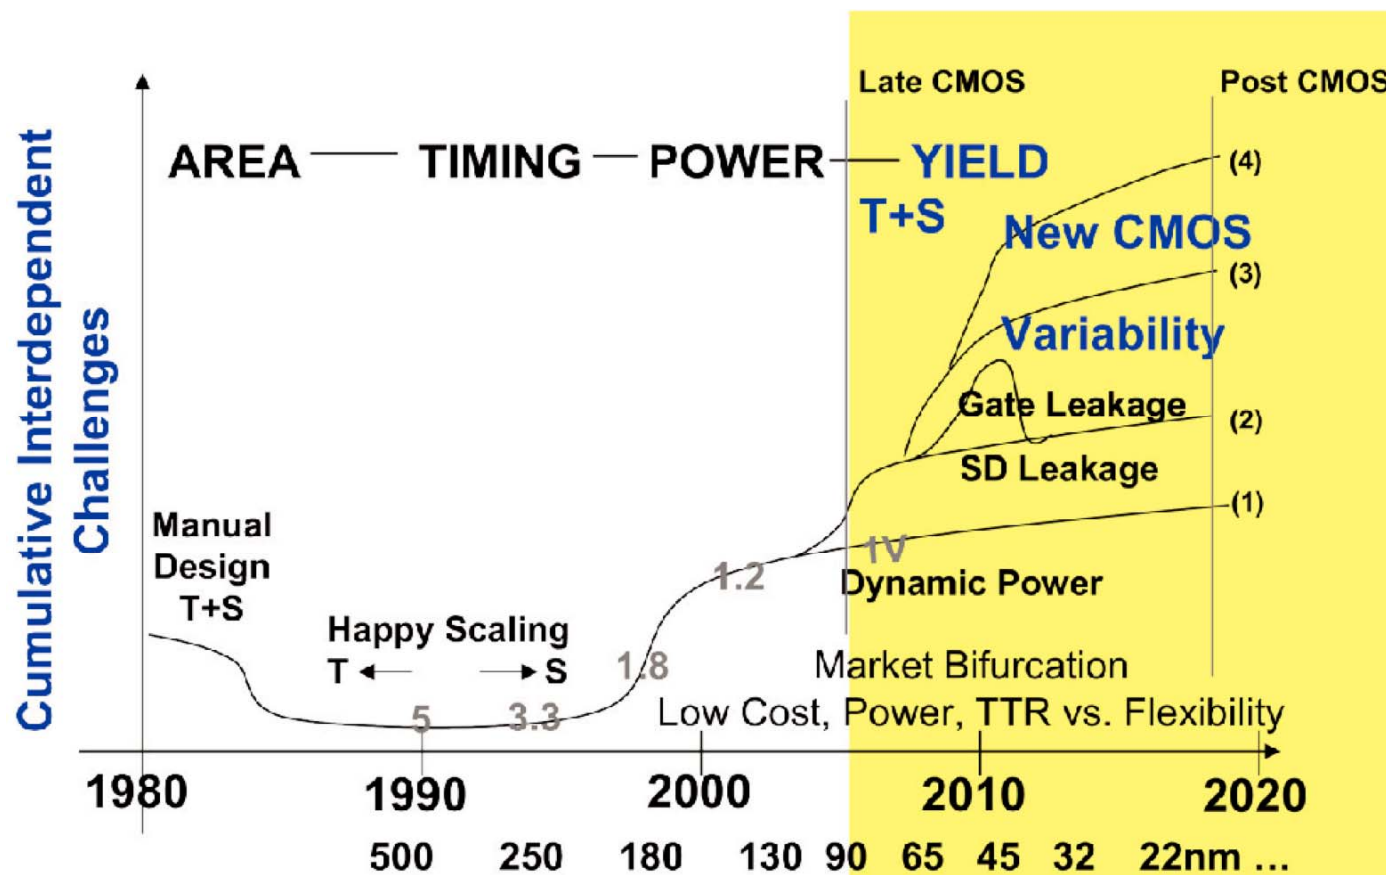 Cumulative Interdependent
Challenges
Late CMOS
Post CMOS
AREA
TIMING
POWER
YIELD
T+S
New CMOS
Variability
Gate Leakage
SD Leakage
(4)
(3)
(2)
(1)
Manual
Design
T+S
Happy Scaling
T
S
5
3.3
1.8
1.2
1V
Dynamic Power
Market Bifurcation
Low Cost, Power, TTR vs. Flexibility
1980
1990
2000
2010
2020
500
250
180
130
90
65
45
32
22nm ...